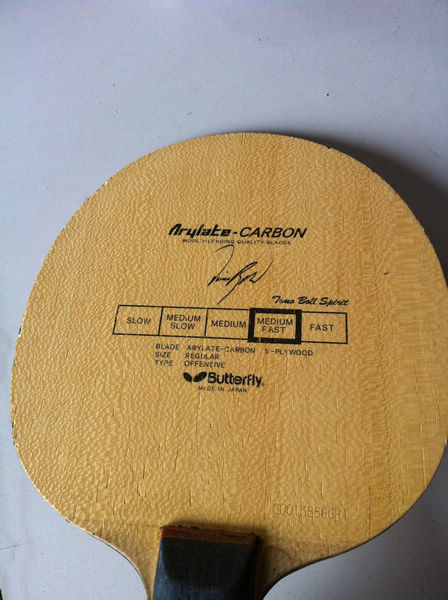 Arylate-CARBON
WORLD-LEADING QUALITY BLADES
Timo Boll Spirit
SLOW MEDIUM SLOW MEDIUM MEDIUM FAST FAST
BLADE ARYLATE-CARBON 5-PLYWOOD
SIZE REGULAR
TYPE OFFENSIVE
Butterfly
MADE IN JAPAN